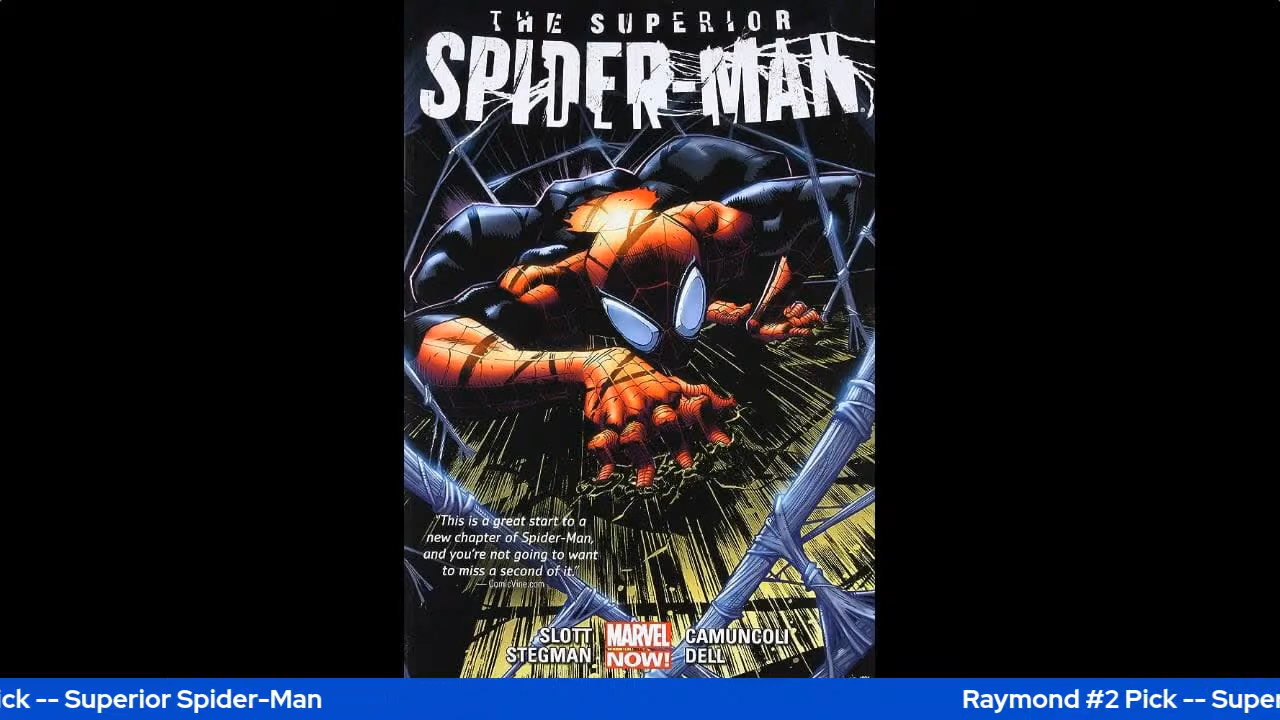 THE SUPERIOR
SPIDER-MAN
"This is a great start to a
new chapter of Spider-Man,
and you're not going to want
to miss a second of it."
— ComicVine.com
SLOTT
STEGMAN
MARVEL
NOW!
CAMUNCOLI
DELL
ick -- Superior Spider-Man
Raymond #2 Pick -- Super